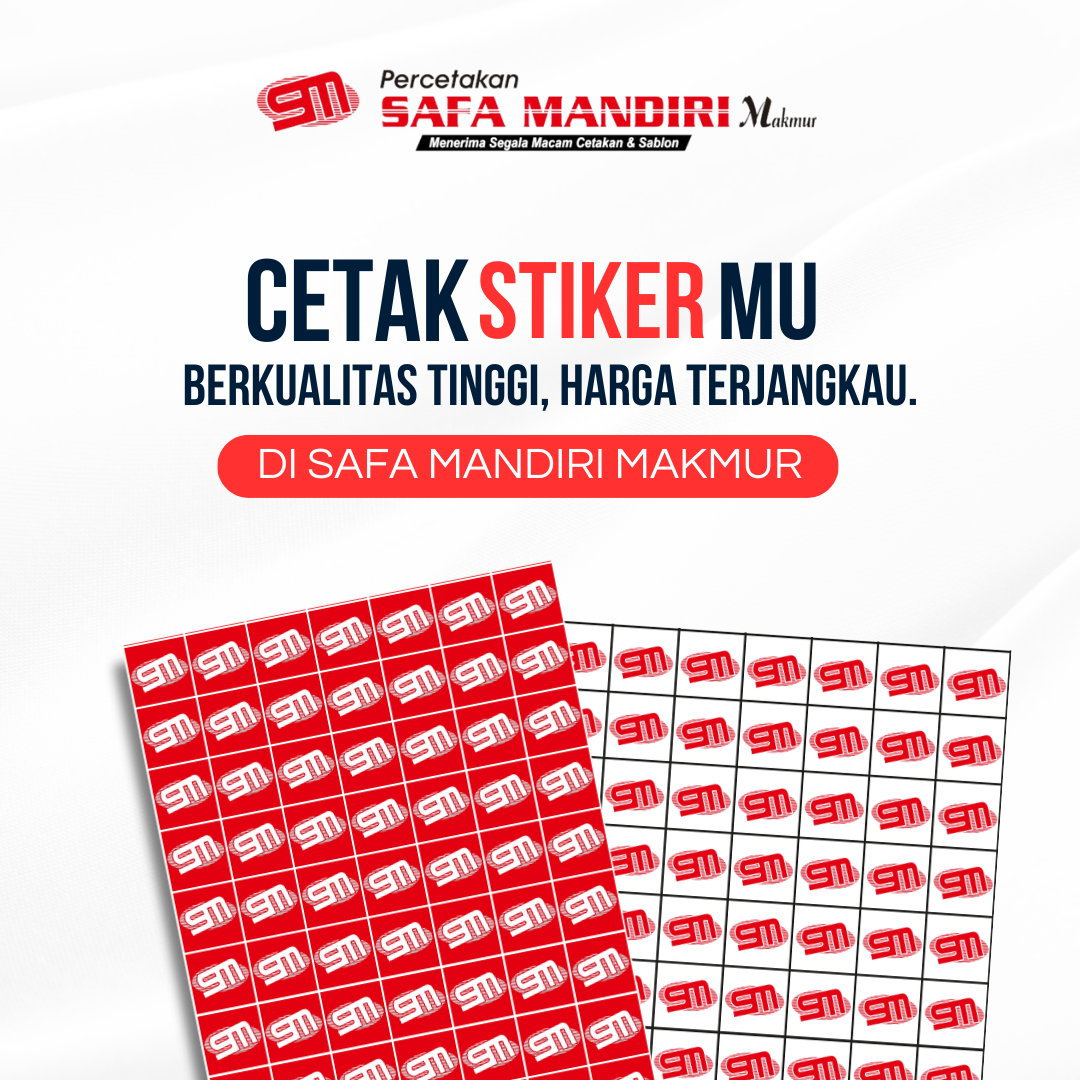 SM
Percetakan
SAFA MANDIRI Makmur
Menerima Segala Macam Cetakan & Sablon
CETAK STIKER MU
BERKUALITAS TINGGI, HARGA TERJANGKAU.
DI SAFA MANDIRI MAKMUR